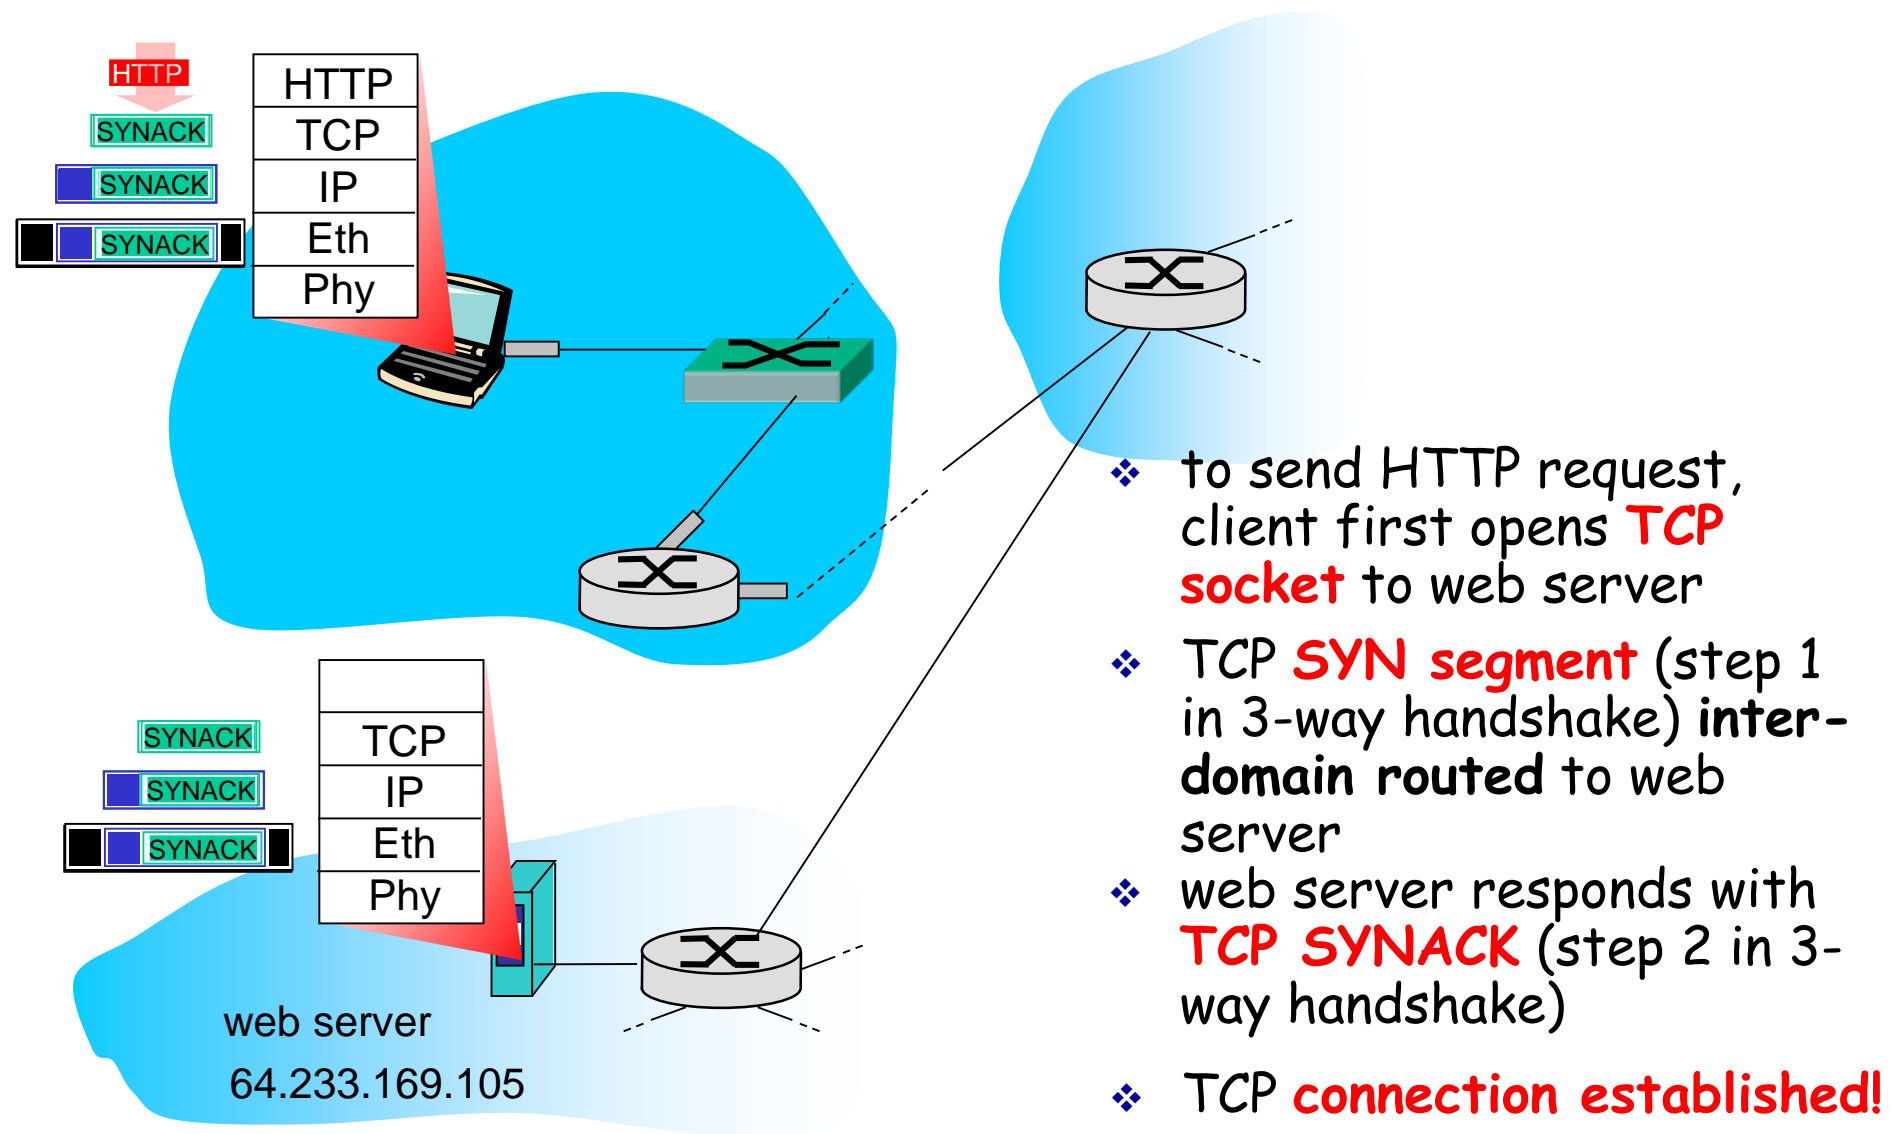 HTTP
SYNACK
SYNACK
SYNACK
HTTP
TCP
IP
Eth
Phy
SYNACK
SYNACK
SYNACK
TCP
IP
Eth
Phy
web server
64.233.169.105
to send HTTP request,
client first opens TCP
socket to web server
TCP SYN segment (step 1
in 3-way handshake) inter-
domain routed to web
server
web server responds with
TCP SYNACK (step 2 in 3-
way handshake)
TCP connection established!